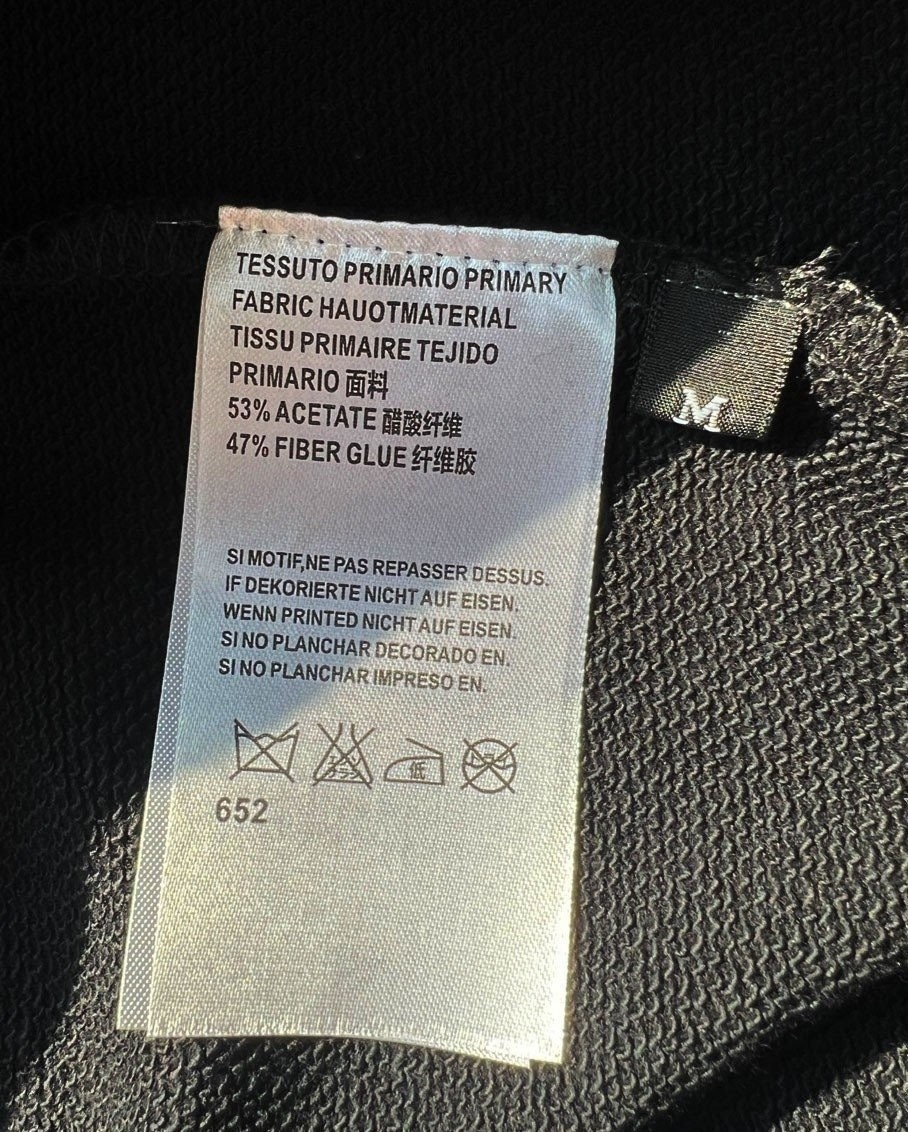 TESSUTO PRIMARIO PRIMARY
FABRIC HAUOTMATERIAL
TISSU PRIMAIRE TEJIDO
PRIMARIO 面料
53% ACETATE 醋酸纤维
47% FIBER GLUE 纤维胶
SI MOTIF,NE PAS REPASSER DESSUS.
IF DEKORIERTE NICHT AUF EISEN.
WENN PRINTED NICHT AUF EISEN.
SI NO PLANCHAR DECORADO EN.
SI NO PLANCHAR IMPRESO EN.
低
652
M